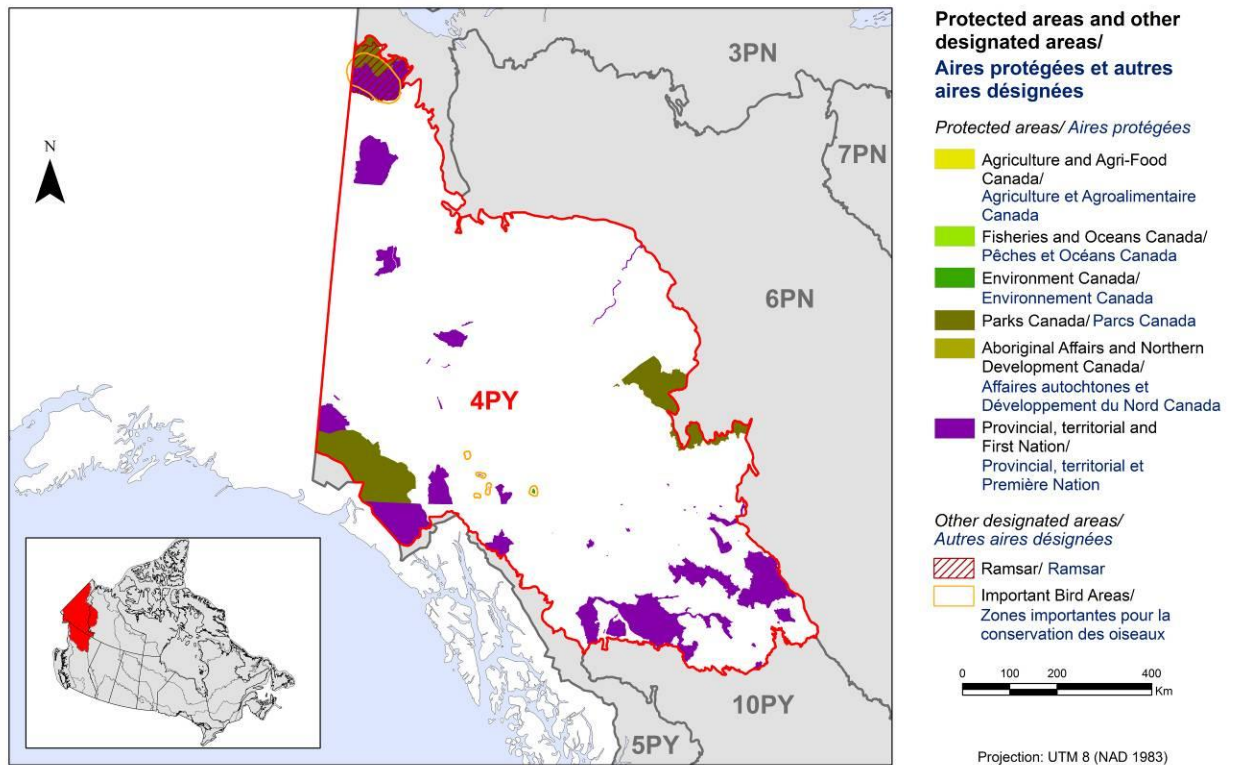 3PN
7PN
6PN
4PY
10PY
5PY
N
Protected areas and other
designated areas/
Aires protégées et autres
aires désignées
Protected areas/ Aires protégées
Agriculture and Agri-Food
Canada/
Agriculture et Agroalimentaire
Canada
Fisheries and Oceans Canada/
Pêches et Océans Canada
Environment Canada/
Environnement Canada
Parks Canada/ Parcs Canada
Aboriginal Affairs and Northern
Development Canada/
Affaires autochtones et
Développement du Nord Canada
Provincial, territorial and
First Nation/
Provincial, territorial et
Première Nation
Other designated areas/
Autres aires désignées
Ramsar/ Ramsar
Important Bird Areas/
Zones importantes pour la
conservation des oiseaux
0 100 200 400
Km
Projection: UTM 8 (NAD 1983)